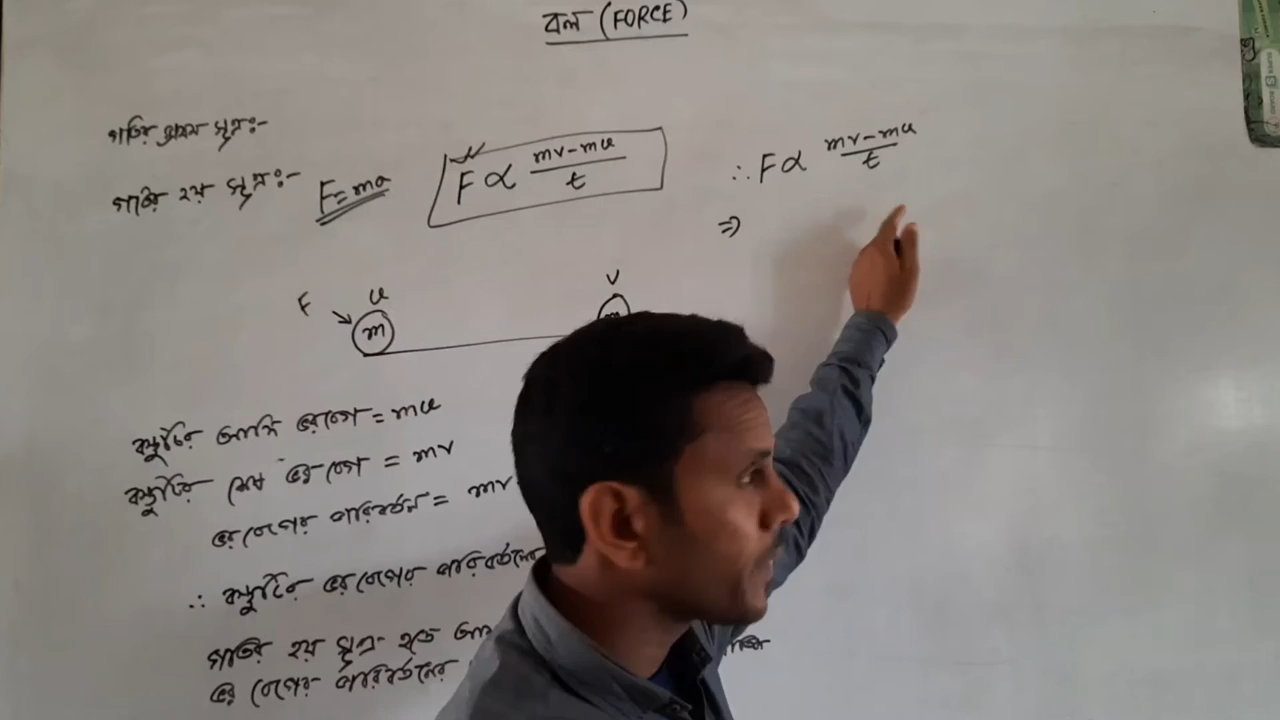 বল (FORCE)
গতির প্রথম সূত্রঃ-
গতির ২য় সূত্রঃ- F=ma
F ∝ (mv-mu)/t
∴ F ∝ (mv-mu)/t
⇒
F u v
m
বস্তুটির আদি ভরবেগ = mu
বস্তুটির শেষ ভরবেগ = mv
ভরবেগের পরিবর্তন = mv
∴ বস্তুটির ভরবেগের পরিবর্তনের
গতির ২য় সূত্র হতে
ভরবেগের পরিবর্তনের